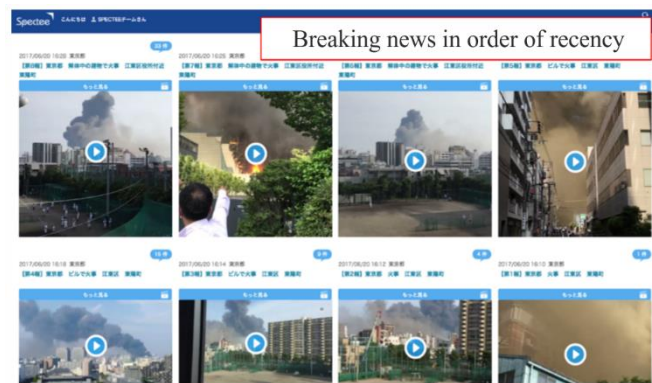 Spectee
こんにちは SPECTEEチームさん
Breaking news in order of recency
20 件
2017/06/20 16:28 東京都
【第8報】東京都 解体中の建物で火事 江東区役所付近
東陽町
もっと見る
2017/06/20 16:25 東京都
【第7報】東京都 解体中の建物で火事 江東区役所付近
東陽町
もっと見る
【第6報】東京都 解体中の建物で火事 江東区役所付近
東陽町
もっと見る
【第5報】東京都 ビルで火事 江東区 東陽町
もっと見る
16 件
2017/06/20 16:18 東京都
【第4報】東京都 ビルで火事 江東区 東陽町
もっと見る
9 件
2017/06/20 16:14 東京都
【第3報】東京都 ビルで火事 江東区 東陽町
もっと見る
4 件
2017/06/20 16:12 東京都
【第2報】東京都 火事 江東区 東陽町
もっと見る
1 件
2017/06/20 16:10 東京都
【第1報】東京都 火事 江東区 東陽町
もっと見る